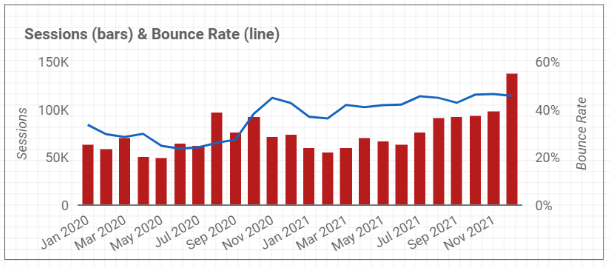 Sessions (bars) & Bounce Rate (line)
150K
100K
50K
0
Sessions
60%
40%
20%
0%
Bounce Rate
Jan 2020
Mar 2020
May 2020
Jul 2020
Sep 2020
Nov 2020
Jan 2021
Mar 2021
May 2021
Jul 2021
Sep 2021
Nov 2021